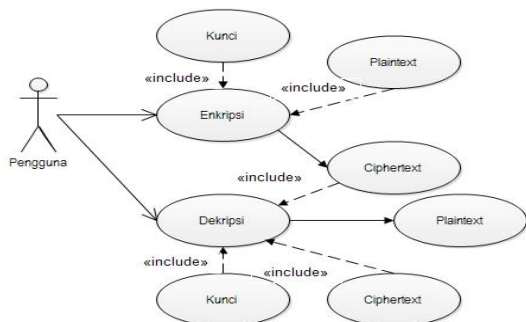 Kunci
Plaintext
«include»
«include»
Enkripsi
Pengguna
Ciphertext
«include»
Dekripsi
Plaintext
«include»
«include»
Kunci
Ciphertext